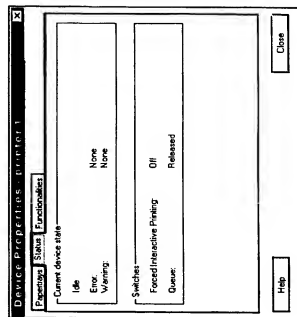 Device Properties - printer1
Papertrays Status Functionalities
Current device state
Idle
Error: None
Warning: None
Switches
Forced Interactive Printing: Off
Queue: Released
Help Close